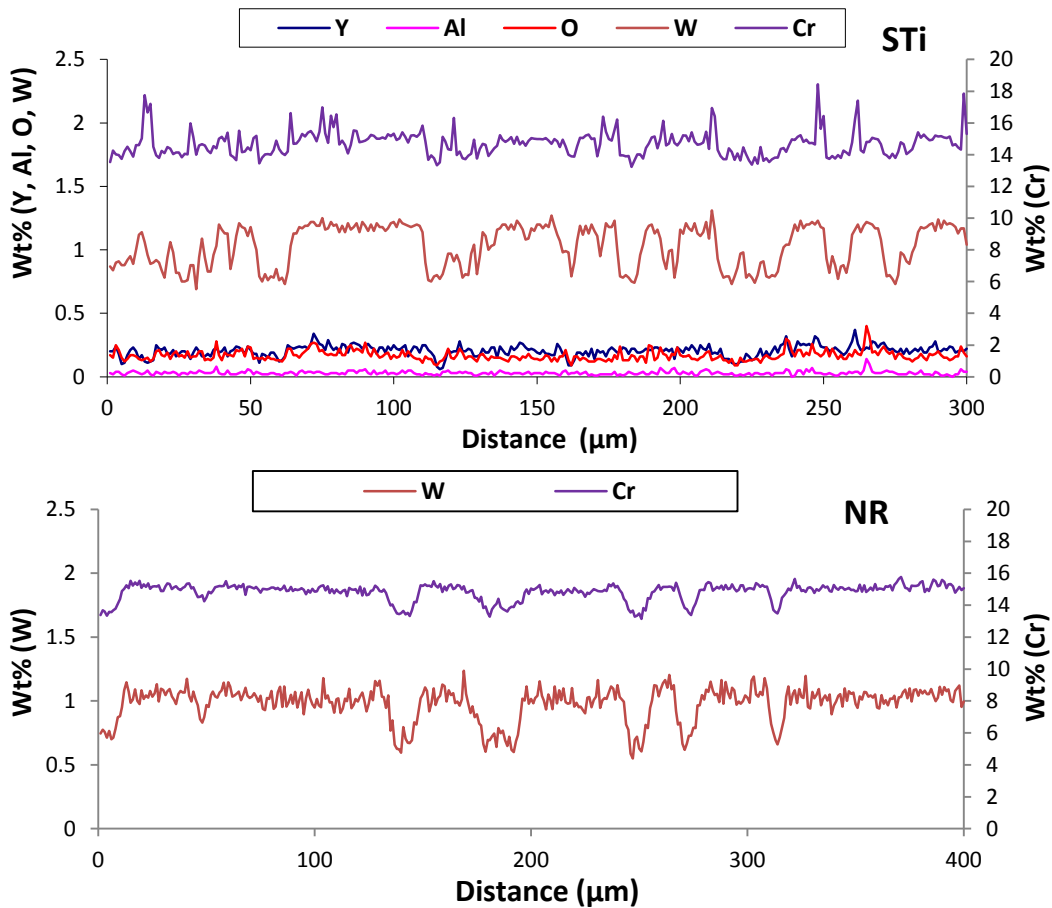 Y Al O W Cr
STi
Wt% (Y, Al, O, W)
2.5
2
1.5
1
0.5
0
20
18
16
14
12
10
8
6
4
2
0
Wt% (Cr)
0 50 100 150 200 250 300
Distance (µm)
W Cr
NR
Wt% (W)
2.5
2
1.5
1
0.5
0
20
18
16
14
12
10
8
6
4
2
0
Wt% (Cr)
0 100 200 300 400
Distance (µm)